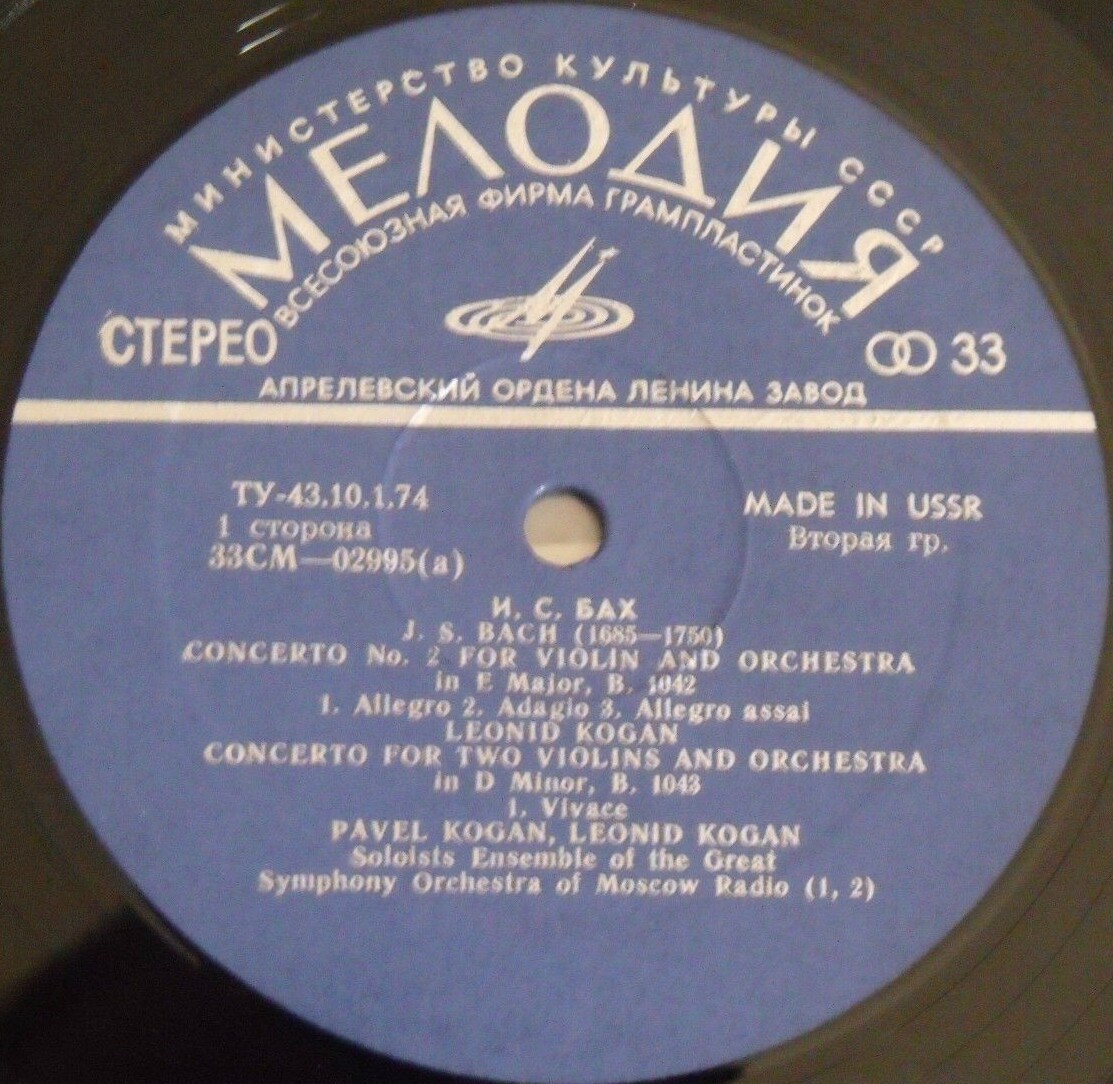 МИНИСТЕРСТВО КУЛЬТУРЫ СССР
МЕЛОДИЯ
ВСЕСОЮЗНАЯ ФИРМА ГРАМПЛАСТИНОК
СТЕРЕО
33
АПРЕЛЕВСКИЙ ОРДЕНА ЛЕНИНА ЗАВОД
ТУ-43.10.1.74
1 сторона
33СМ—02995(а)
MADE IN USSR
Вторая гр.
И. С. БАХ
J. S. BACH (1685—1750)
CONCERTO No. 2 FOR VIOLIN AND ORCHESTRA
in E Major, B. 1042
1. Allegro 2. Adagio 3. Allegro assai
LEONID KOGAN
CONCERTO FOR TWO VIOLINS AND ORCHESTRA
in D Minor, B. 1043
1. Vivace
PAVEL KOGAN, LEONID KOGAN
Soloists Ensemble of the Great
Symphony Orchestra of Moscow Radio (1, 2)